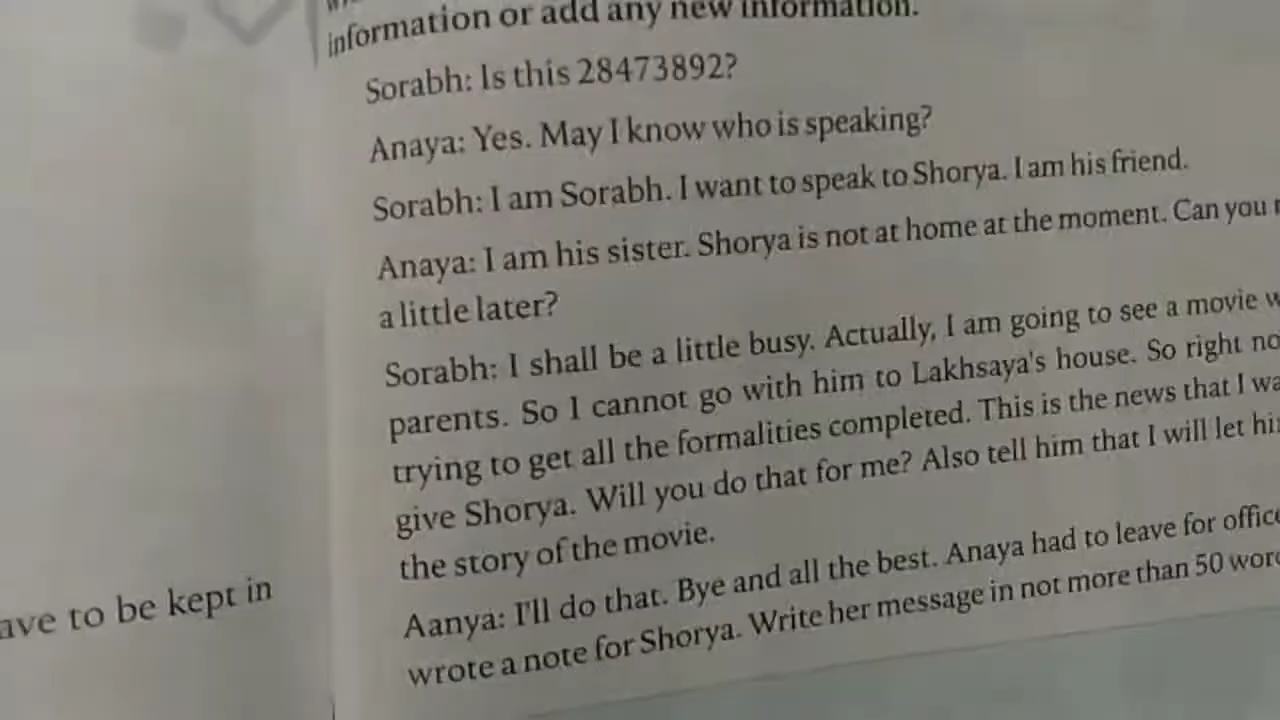 information or add any new information.
Sorabh: Is this 28473892?
Anaya: Yes. May I know who is speaking?
Sorabh: I am Sorabh. I want to speak to Shorya. I am his friend.
Anaya: I am his sister. Shorya is not at home at the moment. Can you
a little later?
Sorabh: I shall be a little busy. Actually, I am going to see a movie
parents. So I cannot go with him to Lakhsaya's house. So right
trying to get all the formalities completed. This is the news that I
give Shorya. Will you do that for me? Also tell him that I will let
the story of the movie.
Aanya: I'll do that. Bye and all the best. Anaya had to leave for
wrote a note for Shorya. Write her message in not more than 50
to be kept in